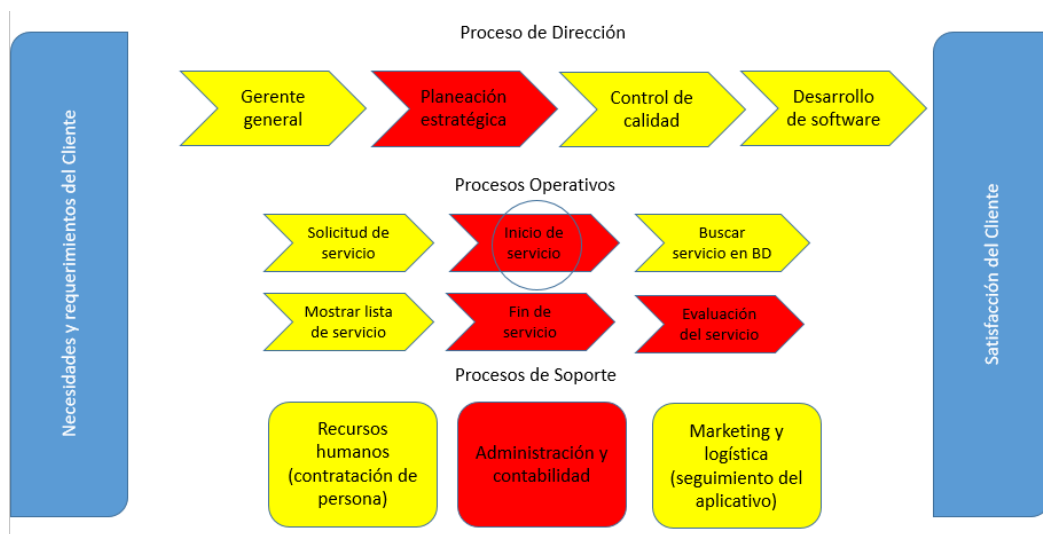 Proceso de Dirección
Necesidades y requerimientos del Cliente
Gerente
general
Planeación
estratégica
Control de
calidad
Desarrollo
de software
Procesos Operativos
Solicitud de
servicio
Inicio de
servicio
Buscar
servicio en BD
Mostrar lista
de servicio
Fin de
servicio
Evaluación
del servicio
Procesos de Soporte
Recursos
humanos
(contratación de
persona)
Administración y
contabilidad
Marketing y
logística
(seguimiento del
aplicativo)
Satisfacción del Cliente